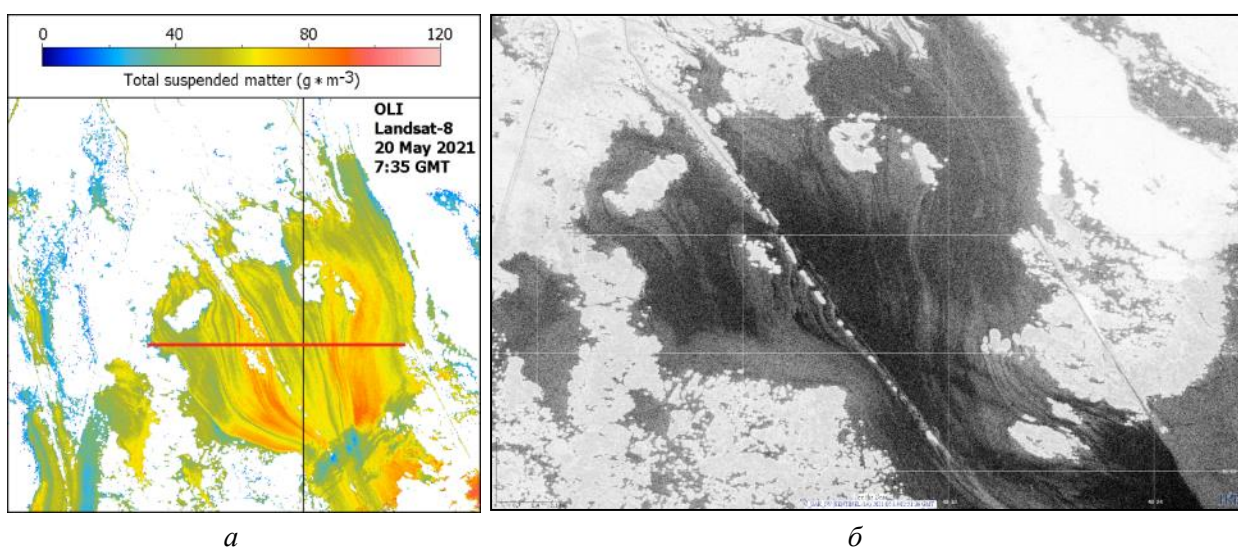 0 40 80 120
Total suspended matter (g * m⁻³)
OLI
Landsat-8
20 May 2021
7:35 GMT
а
б